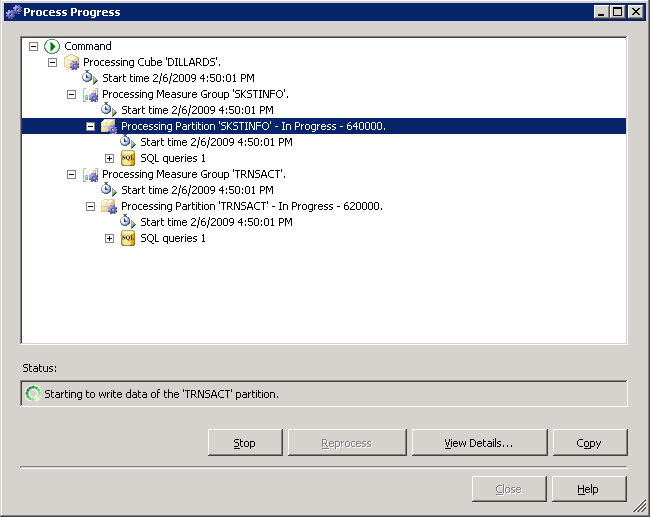 Process Progress
Command
Processing Cube 'DILLARDS'.
Start time 2/6/2009 4:50:01 PM
Processing Measure Group 'SKSTINFO'.
Start time 2/6/2009 4:50:01 PM
Processing Partition 'SKSTINFO' - In Progress - 640000.
Start time 2/6/2009 4:50:01 PM
SQL SQL queries 1
Processing Measure Group 'TRNSACT'.
Start time 2/6/2009 4:50:01 PM
Processing Partition 'TRNSACT' - In Progress - 620000.
Start time 2/6/2009 4:50:01 PM
SQL SQL queries 1
Status:
Starting to write data of the 'TRNSACT' partition.
Stop Reprocess View Details... Copy
Close Help